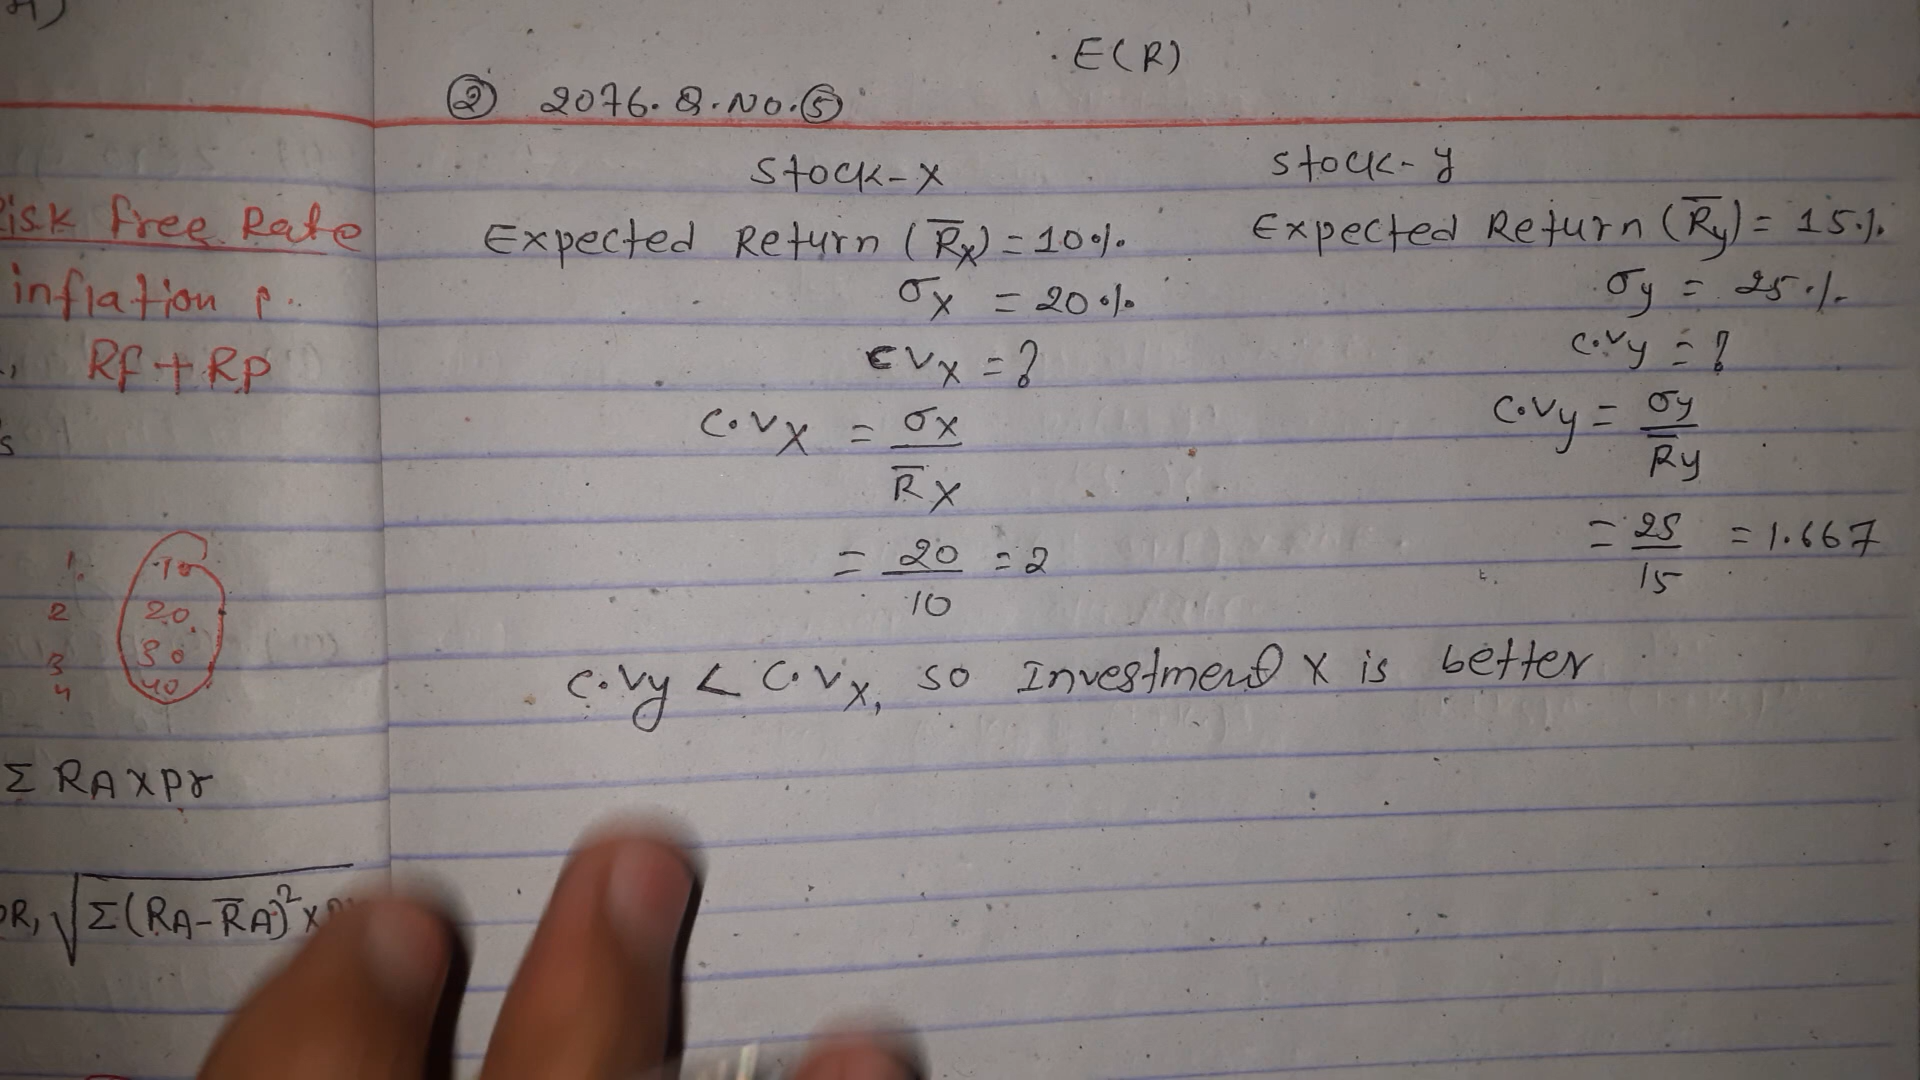 isk free Rate
inflation P.
Rf + RP
s
1. 10
2 20
3 30
4 40
Σ RA x Pr
OR, √Σ(RA-R̅A)² x
. E(R)
② 2076. Q. NO. ⑤
Stock-X
Expected Return (R̅x) = 10%
σx = 20%
CVx = ?
C.Vx = σx / R̅x
= 20/10 = 2
Stock-y
Expected Return (R̅y) = 15%
σy = 25%
C.Vy = ?
C.Vy = σy / R̅y
= 25/15 = 1.667
C.Vy < C.Vx, so Investment X is better